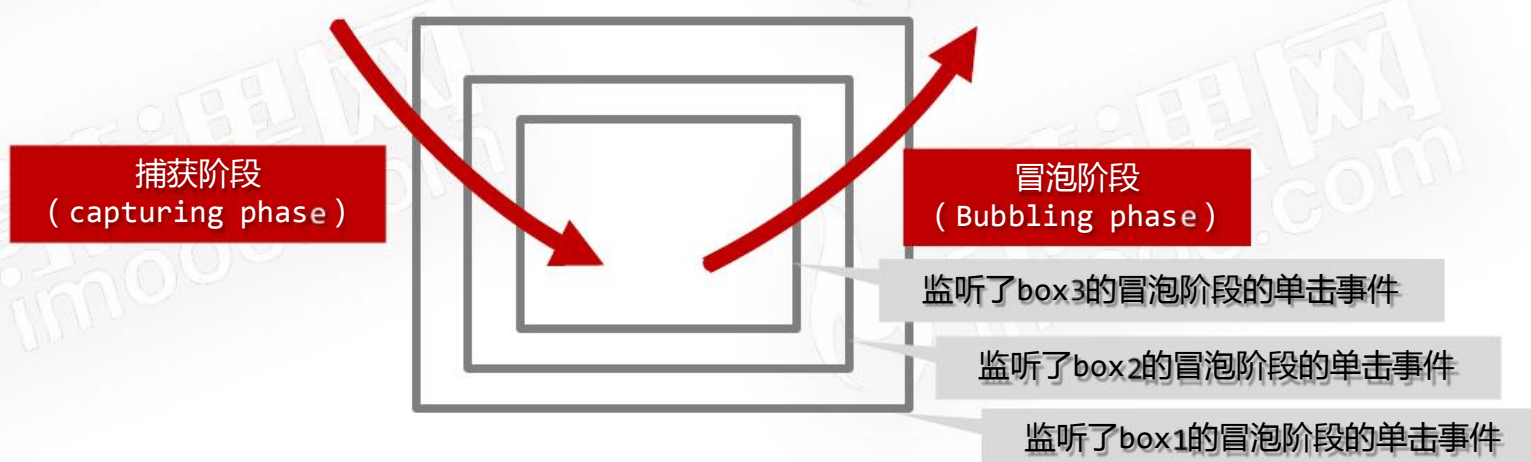 捕获阶段
( capturing phase )
冒泡阶段
( Bubbling phase )
监听了box3的冒泡阶段的单击事件
监听了box2的冒泡阶段的单击事件
监听了box1的冒泡阶段的单击事件